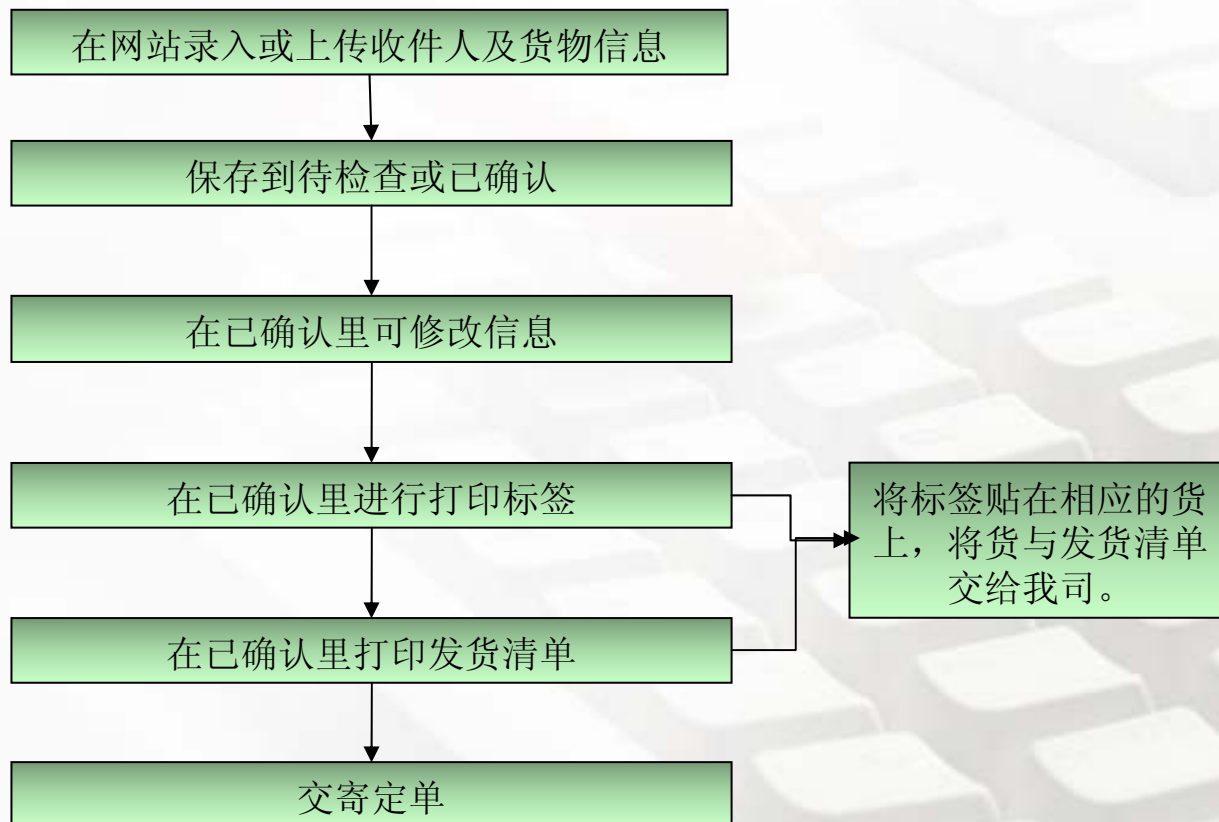 在网站录入或上传收件人及货物信息
保存到待检查或已确认
在已确认里可修改信息
在已确认里进行打印标签
将标签贴在相应的货
上，将货与发货清单
交给我司。
在已确认里打印发货清单
交寄定单